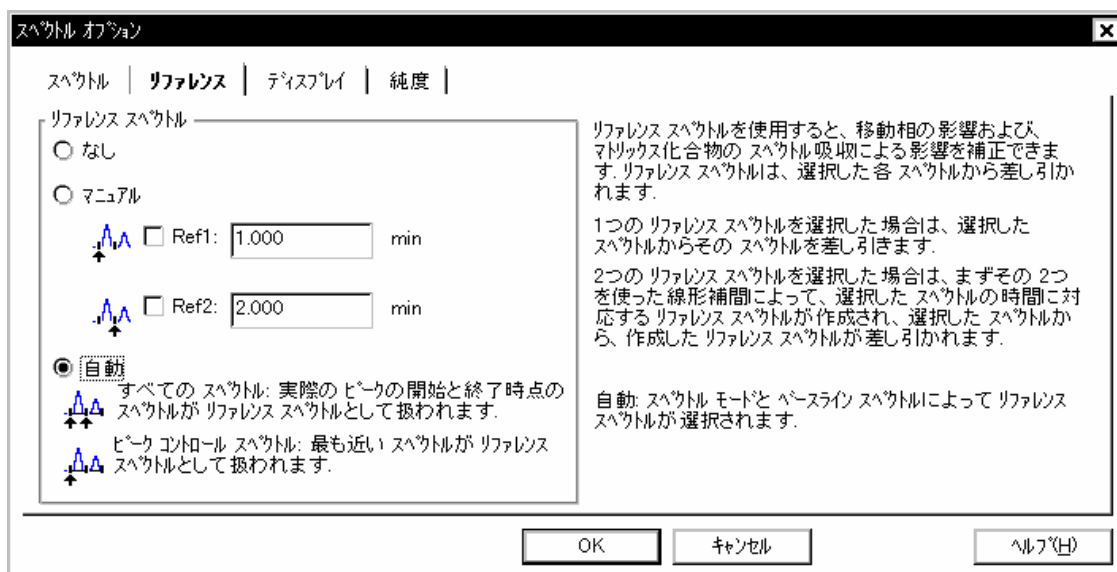 ｽﾍﾟｸﾄﾙ ｵﾌﾟｼｮﾝ
ｽﾍﾟｸﾄﾙ
ﾘﾌｧﾚﾝｽ
ﾃﾞｨｽﾌﾟﾚｲ
純度
ﾘﾌｧﾚﾝｽ ｽﾍﾟｸﾄﾙ
なし
ﾏﾆｭｱﾙ
Ref1: 1.000 min
Ref2: 2.000 min
自動
すべての ｽﾍﾟｸﾄﾙ: 実際の ﾋﾟｰｸの開始と終了時点の
ｽﾍﾟｸﾄﾙが ﾘﾌｧﾚﾝｽ ｽﾍﾟｸﾄﾙとして扱われます.
ﾋﾟｰｸ ｺﾝﾄﾛｰﾙ ｽﾍﾟｸﾄﾙ: 最も近い ｽﾍﾟｸﾄﾙが ﾘﾌｧﾚﾝｽ
ｽﾍﾟｸﾄﾙとして扱われます.
ﾘﾌｧﾚﾝｽ ｽﾍﾟｸﾄﾙを使用すると、移動相の影響および、
ﾏﾄﾘｯｸｽ化合物の ｽﾍﾟｸﾄﾙ吸収による影響を補正できま
す. ﾘﾌｧﾚﾝｽ ｽﾍﾟｸﾄﾙは、選択した各 ｽﾍﾟｸﾄﾙから差し引か
れます.
1つの ﾘﾌｧﾚﾝｽ ｽﾍﾟｸﾄﾙを選択した場合は、選択した
ｽﾍﾟｸﾄﾙからその ｽﾍﾟｸﾄﾙを差し引きます.
2つの ﾘﾌｧﾚﾝｽ ｽﾍﾟｸﾄﾙを選択した場合は、まずその 2つ
を使った線形補間によって、選択した ｽﾍﾟｸﾄﾙの時間に対
応する ﾘﾌｧﾚﾝｽ ｽﾍﾟｸﾄﾙが作成され、選択した ｽﾍﾟｸﾄﾙか
ら、作成した ﾘﾌｧﾚﾝｽ ｽﾍﾟｸﾄﾙが差し引かれます.
自動: ｽﾍﾟｸﾄﾙ ﾓｰﾄﾞと ﾍﾞｰｽﾗｲﾝ ｽﾍﾟｸﾄﾙによって ﾘﾌｧﾚﾝｽ
ｽﾍﾟｸﾄﾙが選択されます.
OK
ｷｬﾝｾﾙ
ﾍﾙﾌﾟ(H)